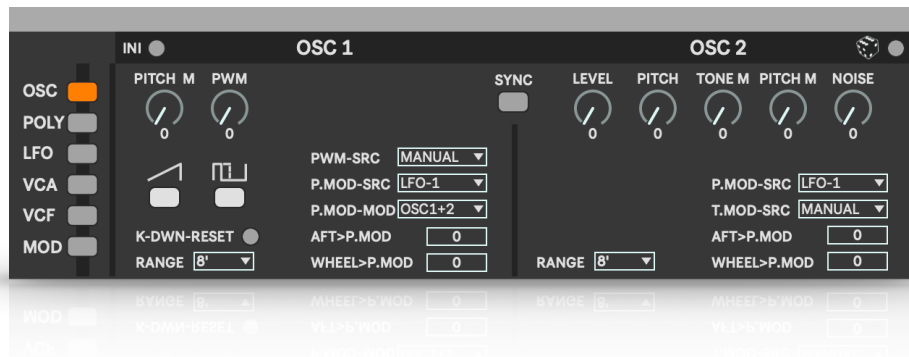 INI OSC 1 OSC 2
OSC
POLY
LFO
VCA
VCF
MOD
PITCH M PWM
0 0
K-DWN-RESET
RANGE 8'
PWM-SRC MANUAL
P.MOD-SRC LFO-1
P.MOD-MOD OSC1+2
AFT>P.MOD 0
WHEEL>P.MOD 0
SYNC
LEVEL PITCH TONE M PITCH M NOISE
0 0 0 0 0
RANGE 8'
P.MOD-SRC LFO-1
T.MOD-SRC MANUAL
AFT>P.MOD 0
WHEEL>P.MOD 0